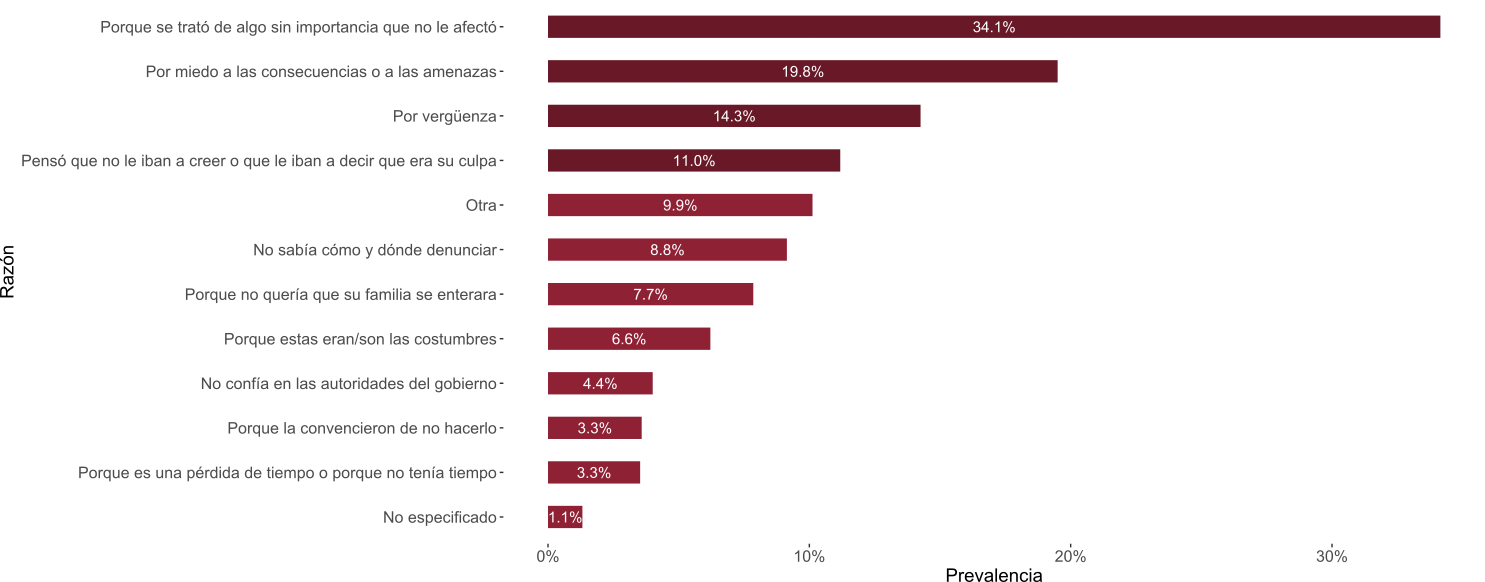 Porque se trató de algo sin importancia que no le afectó
34.1%
Por miedo a las consecuencias o a las amenazas
19.8%
Por vergüenza
14.3%
Pensó que no le iban a creer o que le iban a decir que era su culpa
11.0%
Otra
9.9%
No sabía cómo y dónde denunciar
8.8%
Porque no quería que su familia se enterara
7.7%
Porque estas eran/son las costumbres
6.6%
No confía en las autoridades del gobierno
4.4%
Porque la convencieron de no hacerlo
3.3%
Porque es una pérdida de tiempo o porque no tenía tiempo
3.3%
No especificado
1.1%
0%
10%
20%
30%
Prevalencia
Razón